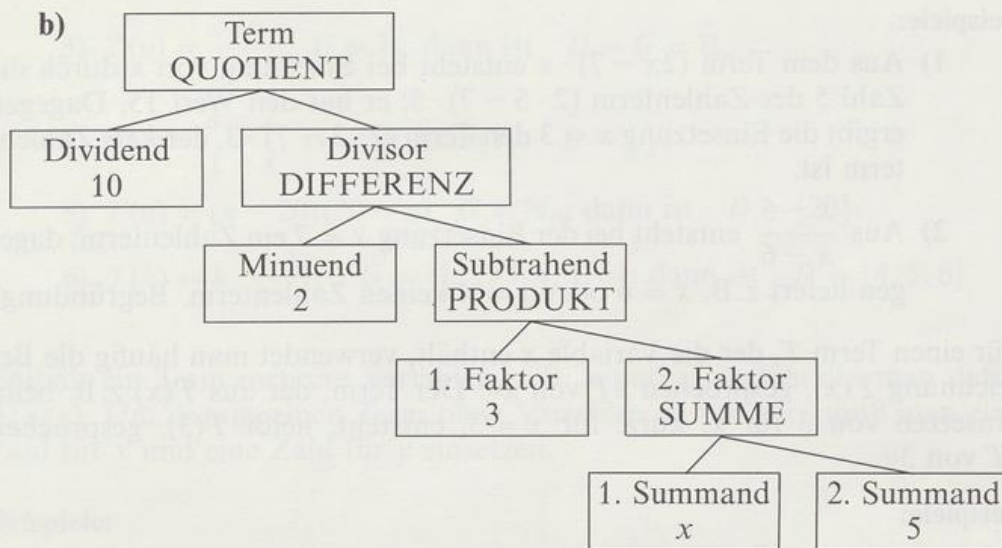 b)
Term
QUOTIENT
Dividend
10
Divisor
DIFFERENZ
Minuend
2
Subtrahend
PRODUKT
1. Faktor
3
2. Faktor
SUMME
1. Summand
x
2. Summand
5